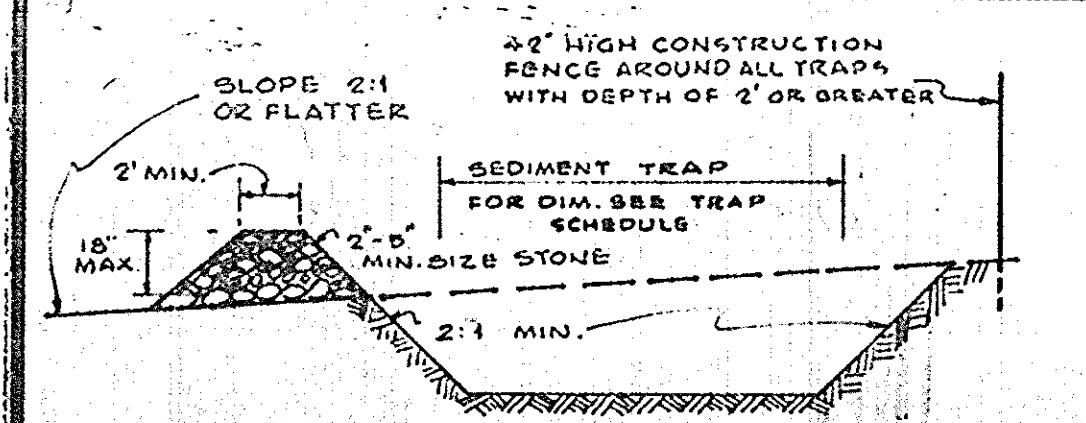 42" HIGH CONSTRUCTION
FENCE AROUND ALL TRAPS
WITH DEPTH OF 2' OR GREATER
SLOPE 2:1
OR FLATTER
2' MIN.
SEDIMENT TRAP
FOR DIM. SEE TRAP
SCHEDULE
18"
MAX.
2"-5"
MIN. SIZE STONE
2:1 MIN.